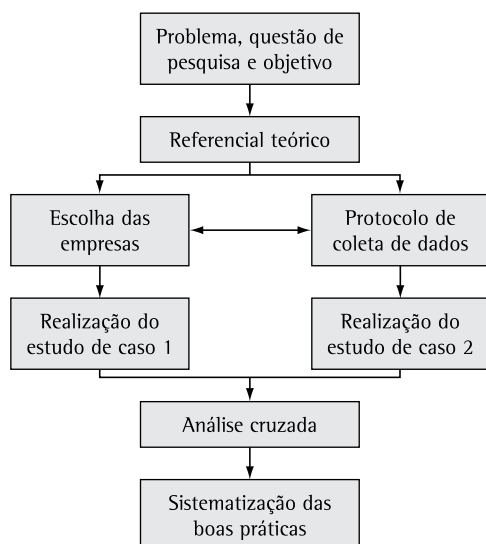 Problema, questão de
pesquisa e objetivo
Referencial teórico
Escolha das
empresas
Protocolo de
coleta de dados
Realização do
estudo de caso 1
Realização do
estudo de caso 2
Análise cruzada
Sistematização das
boas práticas